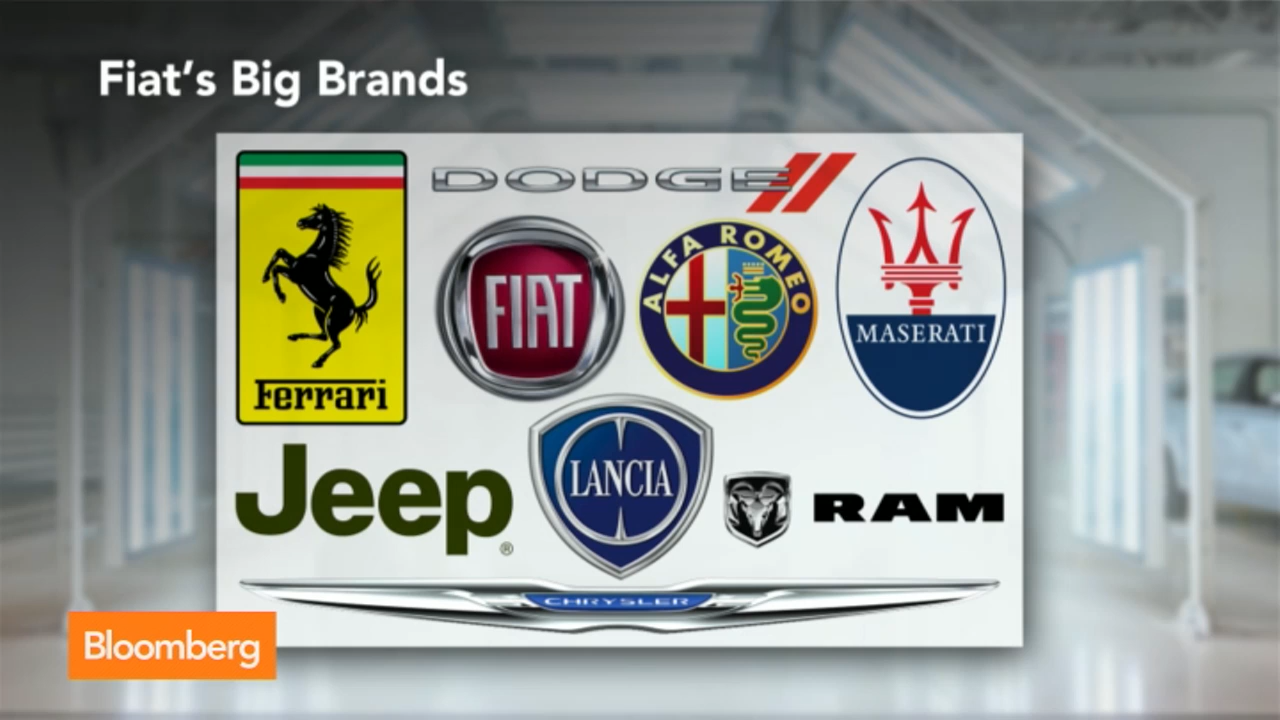 Fiat's Big Brands
Ferrari
DODGE
FIAT
ALFA ROMEO
MASERATI
Jeep®
LANCIA
RAM
CHRYSLER
Bloomberg